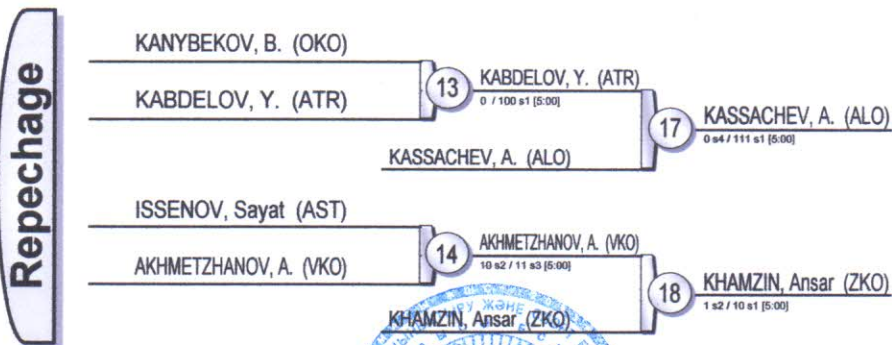 Repechage
KANYBEKOV, B. (OKO)
KABDELOV, Y. (ATR)
13
KABDELOV, Y. (ATR)
0 / 100 s1 [5:00]
KASSACHEV, A. (ALO)
17
KASSACHEV, A. (ALO)
0 s4 / 111 s1 [5:00]
ISSENOV, Sayat (AST)
AKHMETZHANOV, A. (VKO)
14
AKHMETZHANOV, A. (VKO)
10 s2 / 11 s3 [5:00]
KHAMZIN, Ansar (ZKO)
18
KHAMZIN, Ansar (ZKO)
1 s2 / 10 s1 [5:00]
ЖӘНЕ